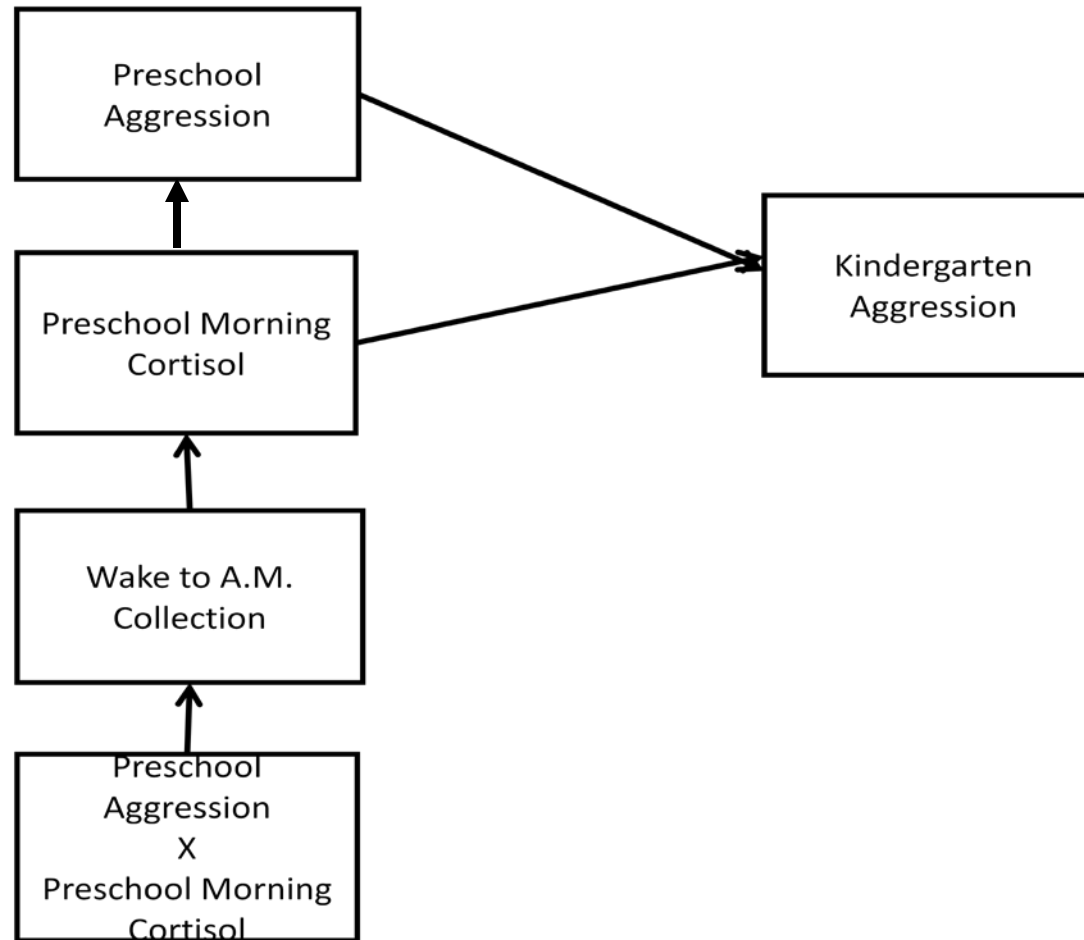 Preschool
Aggression
Preschool Morning
Cortisol
Kindergarten
Aggression
Wake to A.M.
Collection
Preschool
Aggression
X
Preschool Morning
Cortisol